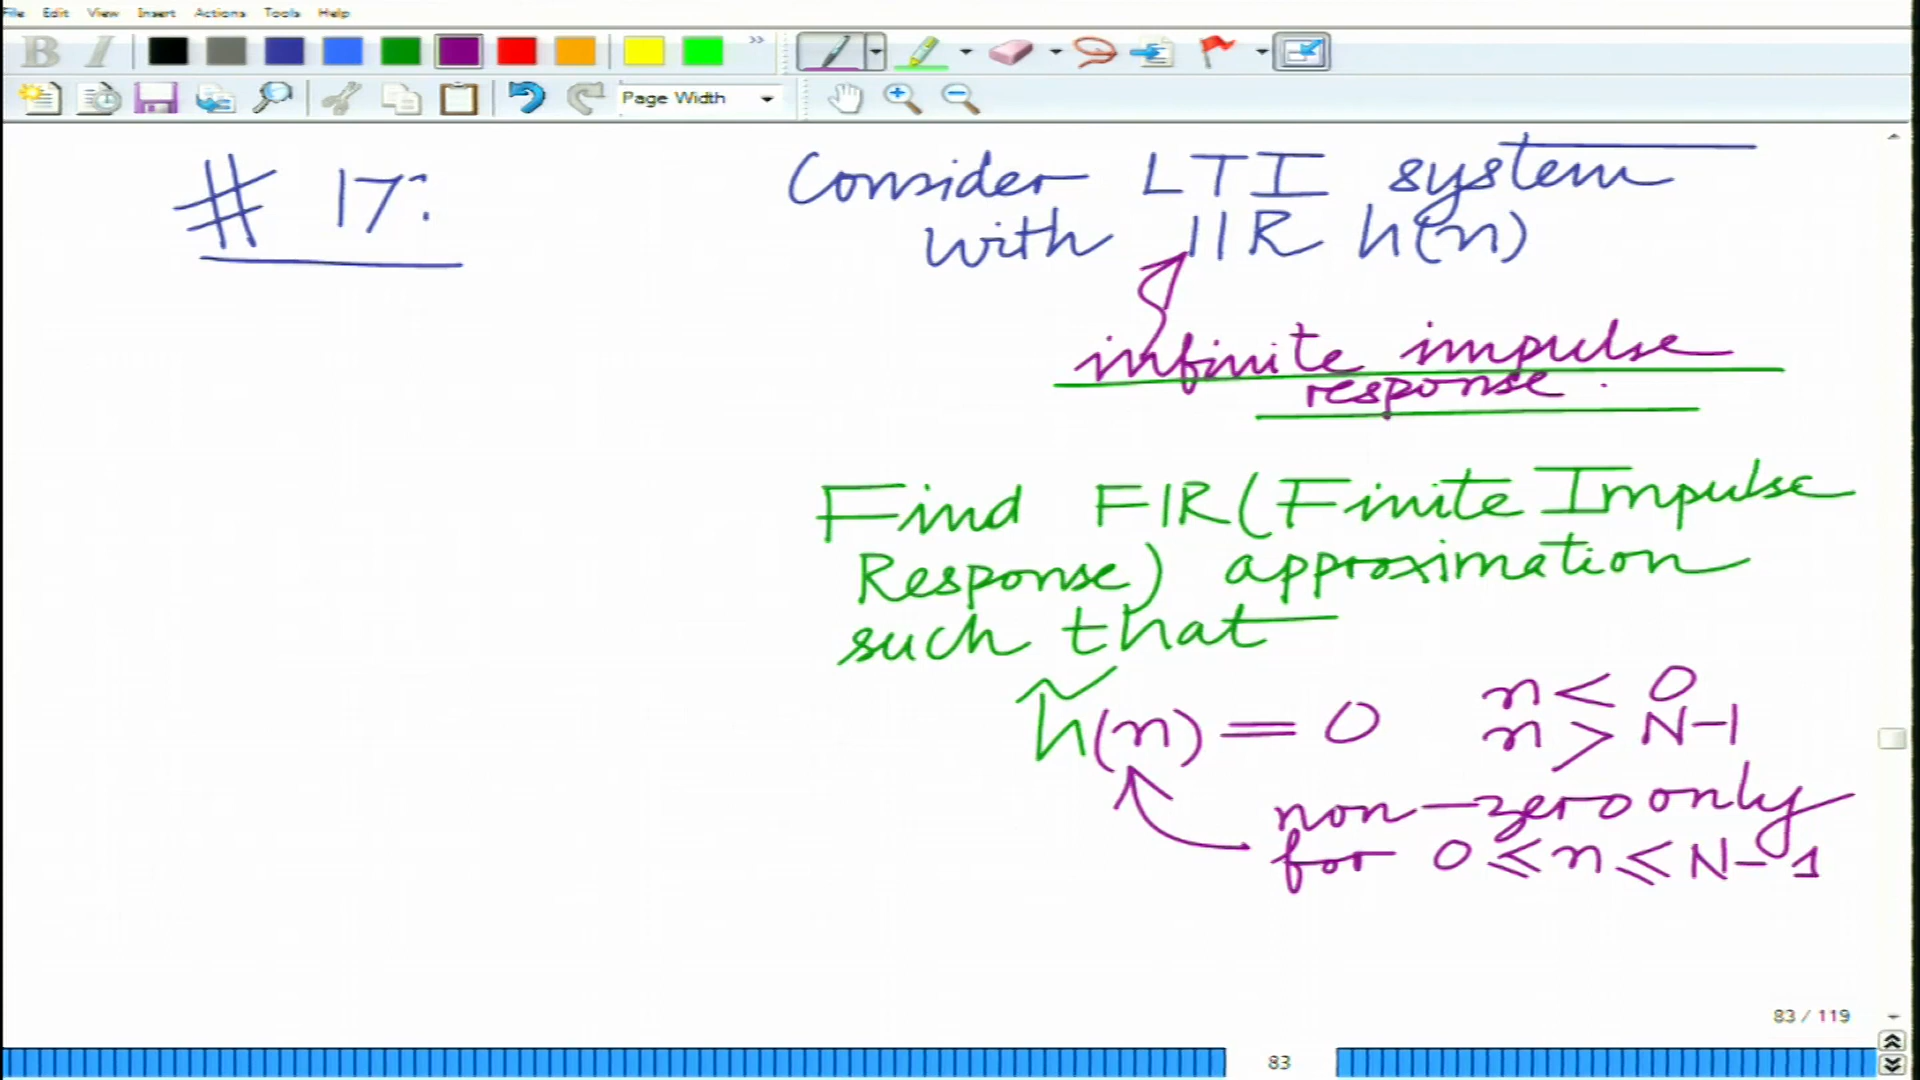 File Edit View Insert Actions Tools Help
B I
Page Width
# 17:
Consider LTI system
with IIR h(n)
infinite impulse
response.
Find FIR (Finite Impulse
Response) approximation
such that
h̃(n) = 0 n < 0
n > N-1
non-zero only
for 0 ≤ n ≤ N-1
83 / 119
83